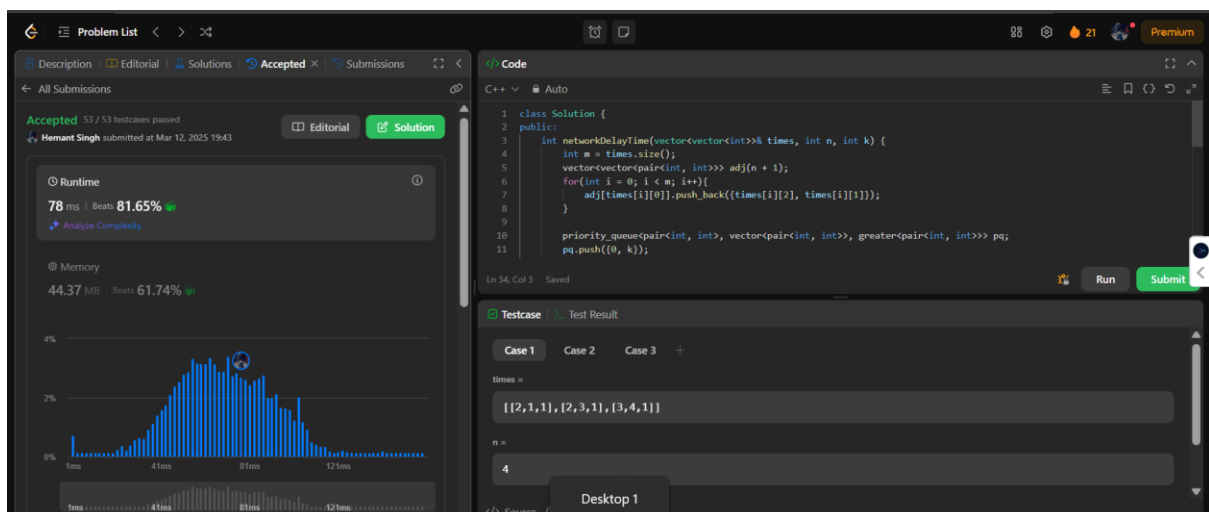 Problem List
21
Premium
Description | Editorial | Solutions | Accepted × | Submissions
← All Submissions
Accepted 53 / 53 testcases passed
Hemant Singh submitted at Mar 12, 2025 19:43
Editorial
Solution
Runtime
78 ms | Beats 81.65%
Analyze Complexity
Memory
44.37 MB | Beats 61.74%
4%
2%
0%
1ms 41ms 81ms 121ms
1ms 41ms 81ms 121ms
</> Code
C++ Auto
1 class Solution {
2 public:
3 int networkDelayTime(vector<vector<int>>& times, int n, int k) {
4 int m = times.size();
5 vector<vector<pair<int, int>>> adj(n + 1);
6 for(int i = 0; i < m; i++){
7 adj[times[i][0]].push_back({times[i][2], times[i][1]});
8 }
9
10 priority_queue<pair<int, int>, vector<pair<int, int>>, greater<pair<int, int>>> pq;
11 pq.push({0, k});
Ln 34, Col 3 | Saved
Run
Submit
Testcase | >_ Test Result
Case 1 Case 2 Case 3 +
times =
[[2,1,1],[2,3,1],[3,4,1]]
n =
4
Desktop 1
</> Source